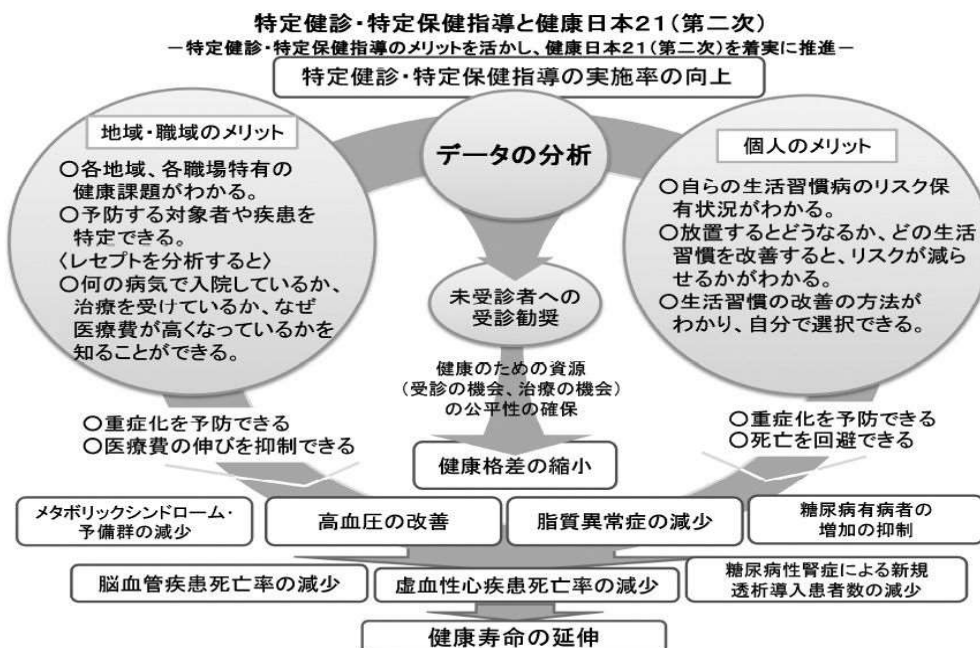 特定健診・特定保健指導と健康日本21(第二次)
－特定健診・特定保健指導のメリットを活かし、健康日本21(第二次)を着実に推進－
特定健診・特定保健指導の実施率の向上
地域・職域のメリット
〇各地域、各職場特有の
健康課題がわかる。
〇予防する対象者や疾患を
特定できる。
〈レセプトを分析すると〉
〇何の病気で入院しているか、
治療を受けているか、なぜ
医療費が高くなっているかを
知ることができる。
〇重症化を予防できる
〇医療費の伸びを抑制できる
データの分析
未受診者への
受診勧奨
健康のための資源
(受診の機会、治療の機会)
の公平性の確保
健康格差の縮小
個人のメリット
〇自らの生活習慣病のリスク保
有状況がわかる。
〇放置するとどうなるか、どの生活
習慣を改善すると、リスクが減ら
せるかがわかる。
〇生活習慣の改善の方法が
わかり、自分で選択できる。
〇重症化を予防できる
〇死亡を回避できる
メタボリックシンドローム・
予備群の減少
高血圧の改善
脂質異常症の減少
糖尿病有病者の
増加の抑制
脳血管疾患死亡率の減少
虚血性心疾患死亡率の減少
糖尿病性腎症による新規
透析導入患者数の減少
健康寿命の延伸